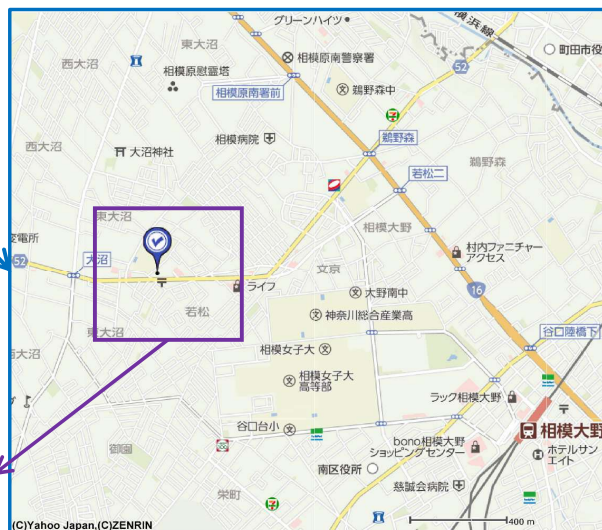 グリーンハイツ
横浜線
町田市役
東大沼
西大沼
相模原慰霊塔
相模原南警察署
52
鵜野森中
相模原南署前
西大沼
大沼神社
相模病院
鵜野森
鵜野森
若松二
東大沼
相模大野
変電所
52
大沼
村内ファニチャー
アクセス
文京
ライフ
大野南中
16
若松
神奈川総合産業高
谷口陸橋下
東大沼
西大沼
相模女子大
相模女子大
高等部
ラック相模大野
谷口台小
相模大野
御園
bono相模大野
ショッピングセンター
ホテルサン
エイト
南区役所
慈誠会病院
栄町
(C)Yahoo Japan,(C)ZENRIN
400 m